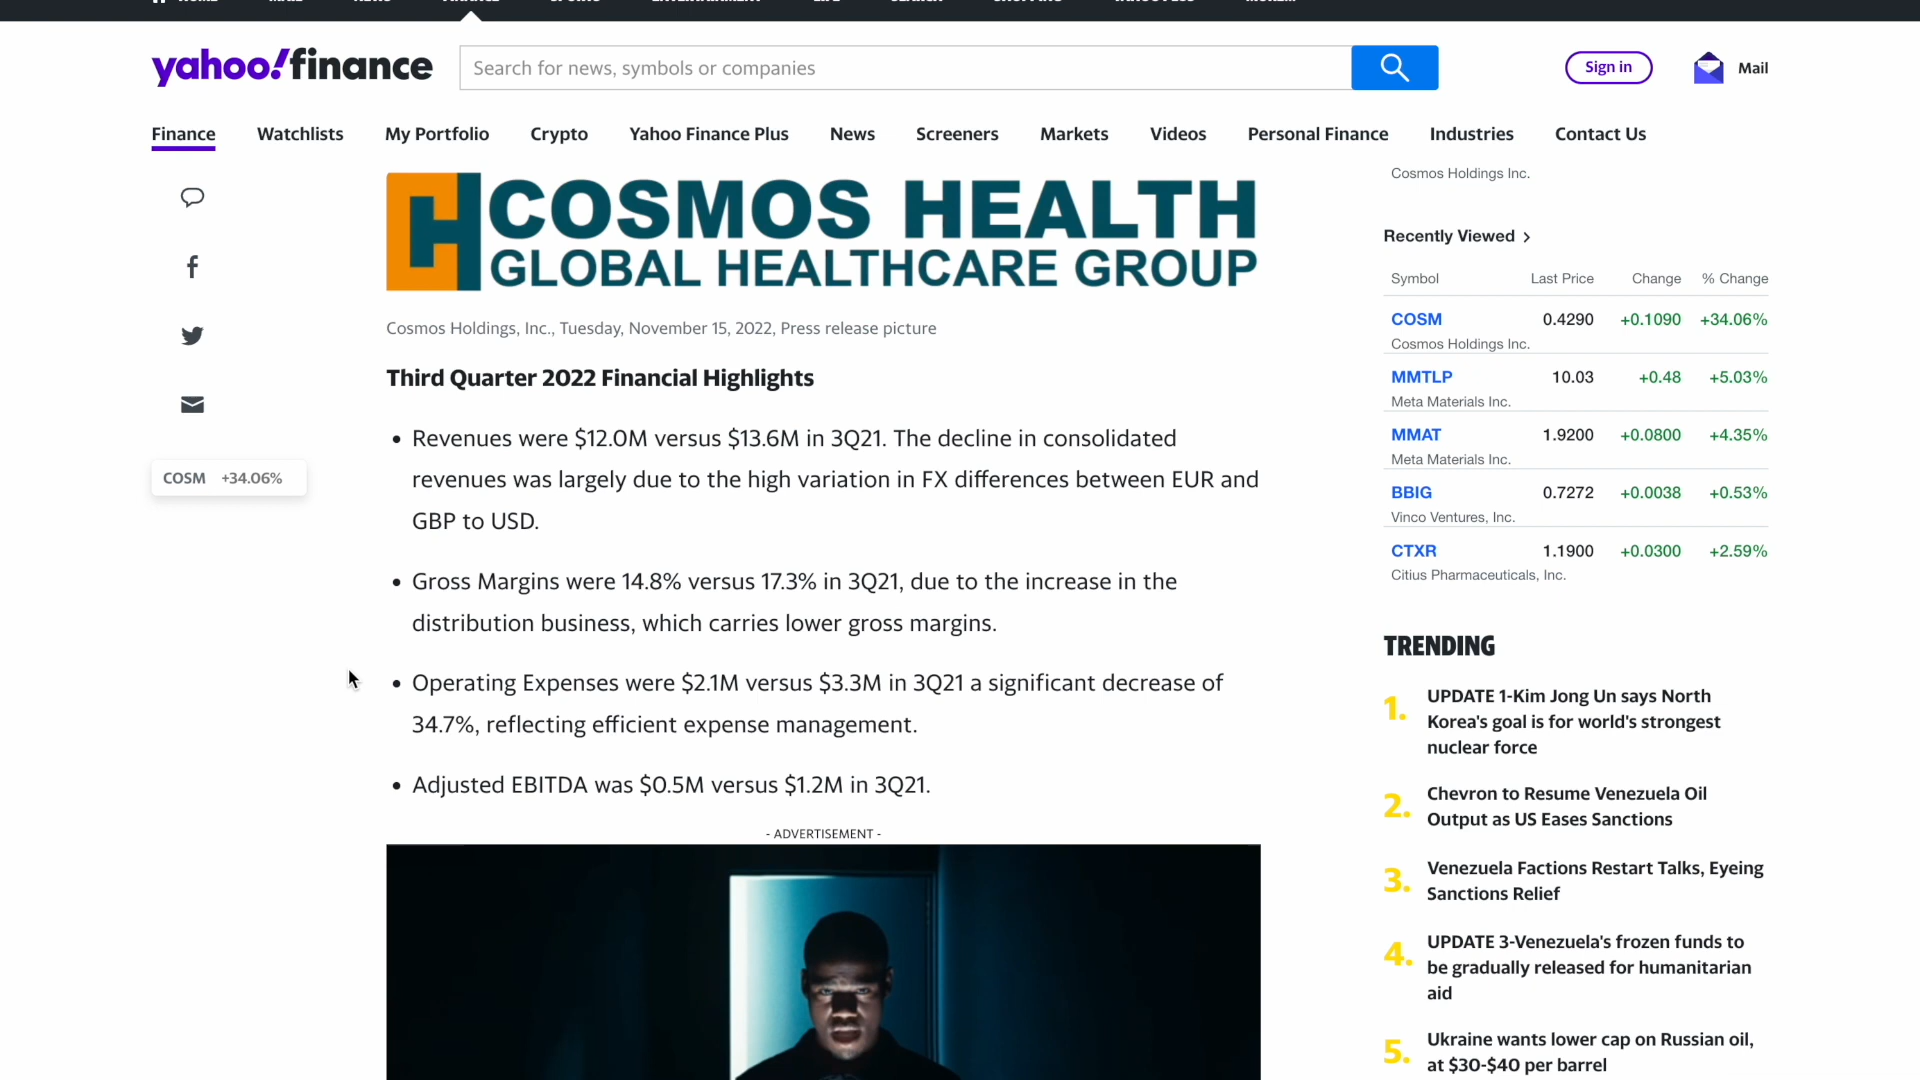 yahoo!finance
Search for news, symbols or companies
Sign in
Mail
Finance Watchlists My Portfolio Crypto Yahoo Finance Plus News Screeners Markets Videos Personal Finance Industries Contact Us
COSMOS HEALTH
GLOBAL HEALTHCARE GROUP
Cosmos Holdings, Inc., Tuesday, November 15, 2022, Press release picture
Third Quarter 2022 Financial Highlights
• Revenues were $12.0M versus $13.6M in 3Q21. The decline in consolidated
revenues was largely due to the high variation in FX differences between EUR and
GBP to USD.
• Gross Margins were 14.8% versus 17.3% in 3Q21, due to the increase in the
distribution business, which carries lower gross margins.
• Operating Expenses were $2.1M versus $3.3M in 3Q21 a significant decrease of
34.7%, reflecting efficient expense management.
• Adjusted EBITDA was $0.5M versus $1.2M in 3Q21.
- ADVERTISEMENT -
COSM +34.06%
Cosmos Holdings Inc.
Recently Viewed >
Symbol Last Price Change % Change
COSM 0.4290 +0.1090 +34.06%
Cosmos Holdings Inc.
MMTLP 10.03 +0.48 +5.03%
Meta Materials Inc.
MMAT 1.9200 +0.0800 +4.35%
Meta Materials Inc.
BBIG 0.7272 +0.0038 +0.53%
Vinco Ventures, Inc.
CTXR 1.1900 +0.0300 +2.59%
Citius Pharmaceuticals, Inc.
TRENDING
1. UPDATE 1-Kim Jong Un says North
Korea's goal is for world's strongest
nuclear force
2. Chevron to Resume Venezuela Oil
Output as US Eases Sanctions
3. Venezuela Factions Restart Talks, Eyeing
Sanctions Relief
4. UPDATE 3-Venezuela's frozen funds to
be gradually released for humanitarian
aid
5. Ukraine wants lower cap on Russian oil,
at $30-$40 per barrel